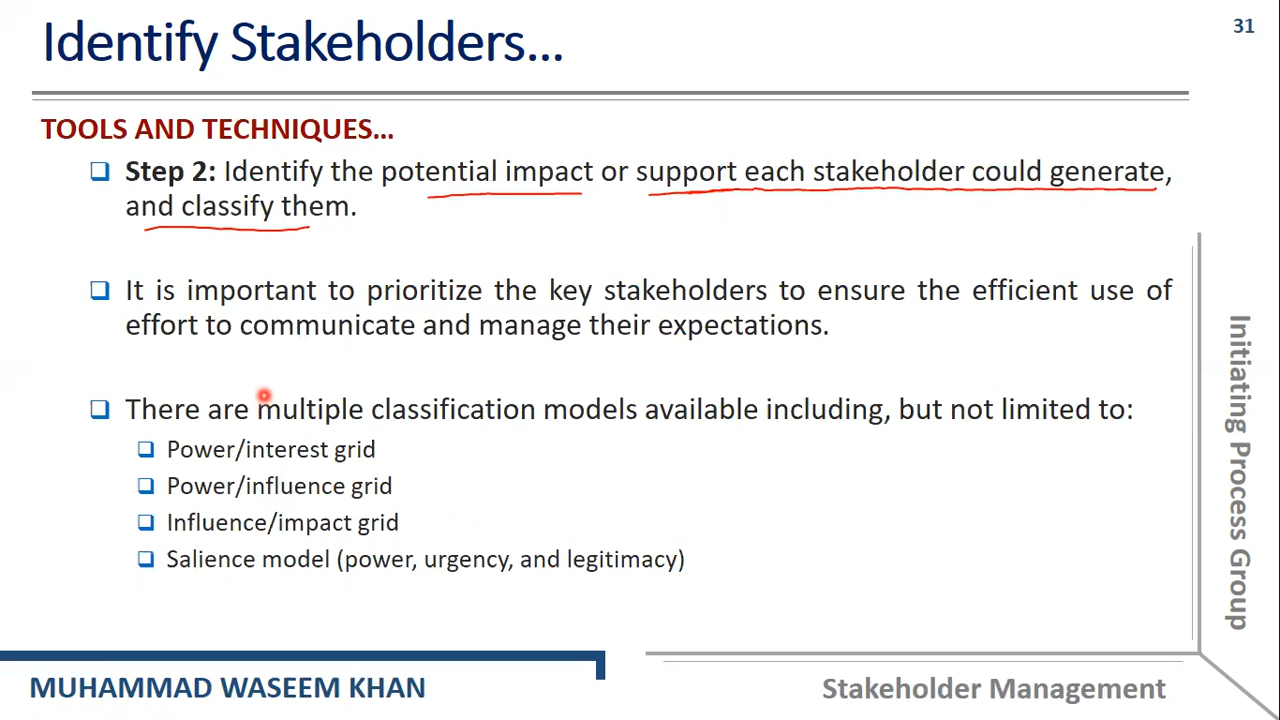 Identify Stakeholders...
31
TOOLS AND TECHNIQUES...
Step 2: Identify the potential impact or support each stakeholder could generate,
and classify them.
It is important to prioritize the key stakeholders to ensure the efficient use of
effort to communicate and manage their expectations.
There are multiple classification models available including, but not limited to:
Power/interest grid
Power/influence grid
Influence/impact grid
Salience model (power, urgency, and legitimacy)
Initiating Process Group
MUHAMMAD WASEEM KHAN
Stakeholder Management